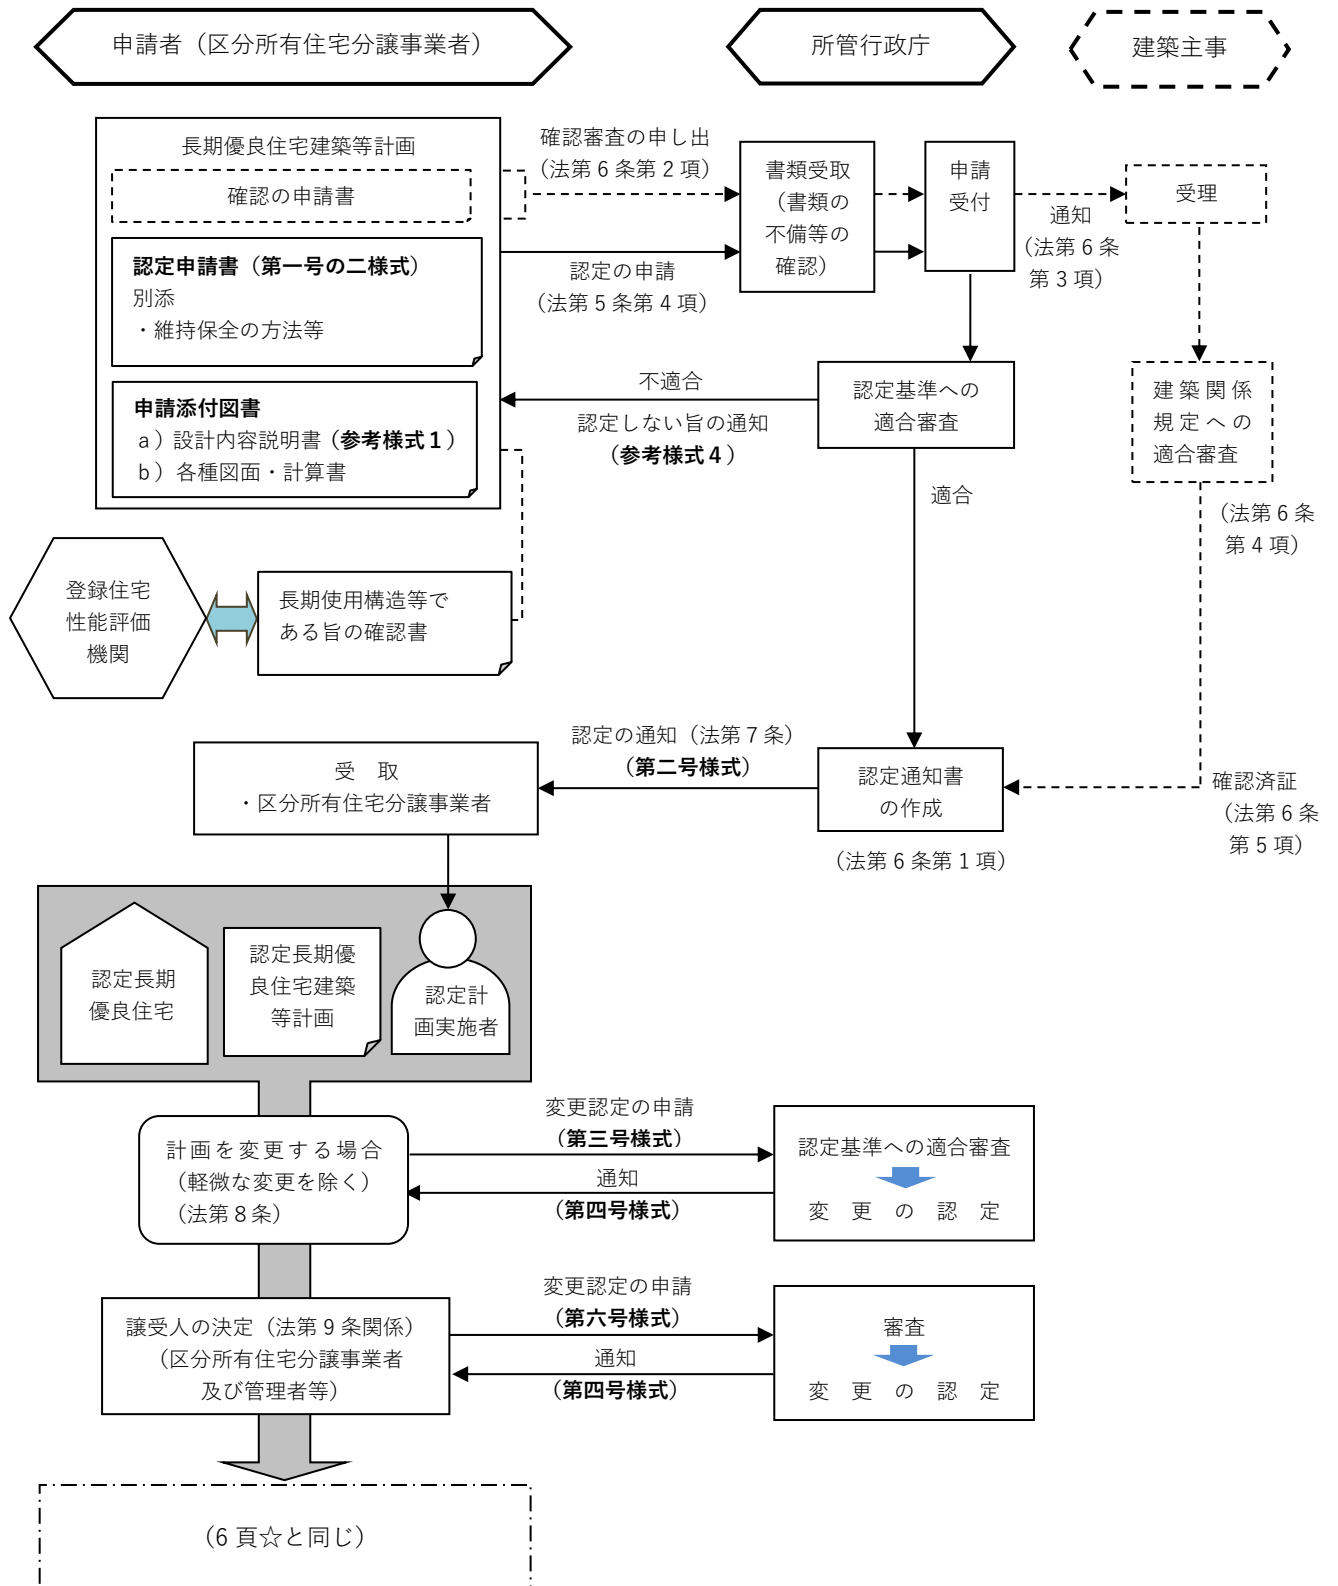 申請者（区分所有住宅分譲事業者）
所管行政庁
建築主事
長期優良住宅建築等計画
確認の申請書
認定申請書（第一号の二様式）
別添
・維持保全の方法等
申請添付図書
a）設計内容説明書（参考様式１）
b）各種図面・計算書
確認審査の申し出
（法第６条第２項）
認定の申請
（法第５条第４項）
書類受取
（書類の
不備等の
確認）
申請
受付
通知
（法第６条
第３項）
受理
不適合
認定しない旨の通知
（参考様式４）
認定基準への
適合審査
適合
建築関係
規定への
適合審査
（法第６条
第４項）
登録住宅
性能評価
機関
長期使用構造等で
ある旨の確認書
認定の通知（法第７条）
（第二号様式）
受　取
・区分所有住宅分譲事業者
認定通知書
の作成
（法第６条第１項）
確認済証
（法第６条
第５項）
認定長期
優良住宅
認定長期優
良住宅建築
等計画
認定計
画実施者
計画を変更する場合
（軽微な変更を除く）
（法第８条）
変更認定の申請
（第三号様式）
通知
（第四号様式）
認定基準への適合審査
変　更　の　認　定
譲受人の決定（法第９条関係）
（区分所有住宅分譲事業者
及び管理者等）
変更認定の申請
（第六号様式）
通知
（第四号様式）
審査
変　更　の　認　定
（6 頁☆と同じ）